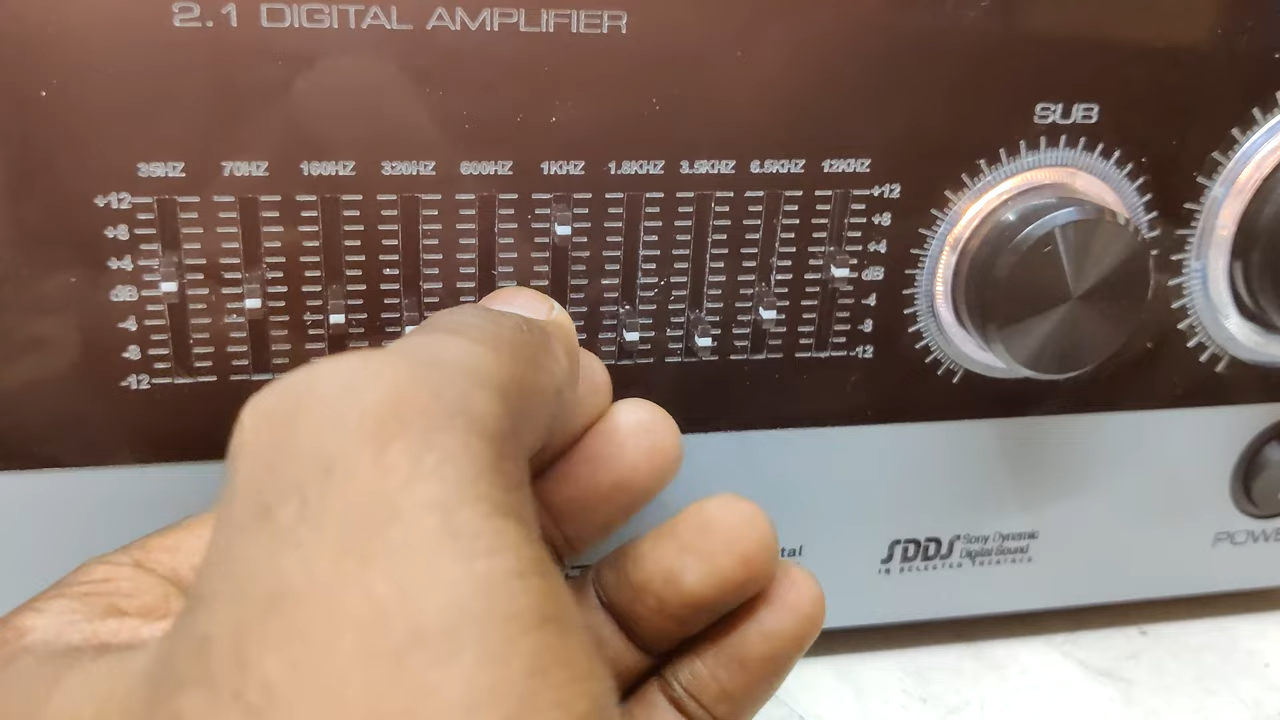 2.1 DIGITAL AMPLIFIER
SUB
35HZ 70HZ 160HZ 320HZ 600HZ 1KHZ 1.8KHZ 3.5KHZ 6.5KHZ 12KHZ
+12 +12
+8 +8
+4 +4
dB dB
-4 -4
-8 -8
-12 -12
SDDS Sony Dynamic
Digital Sound
IN SELECTED THEATRES